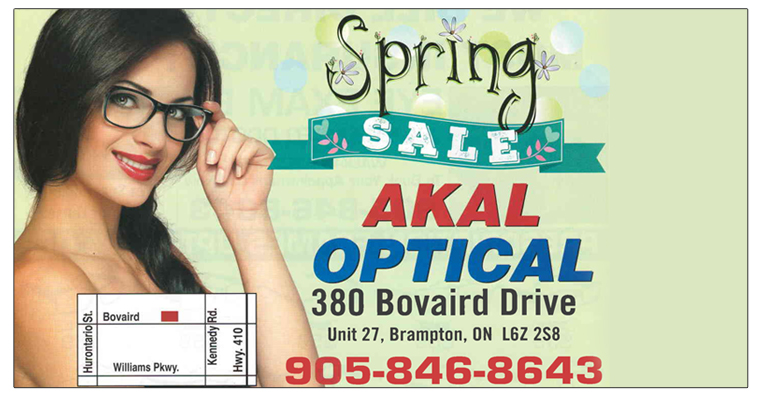 Spring
SALE
AKAL
OPTICAL
380 Bovaird Drive
Unit 27, Brampton, ON L6Z 2S8
905-846-8643
Hurontario St.
Bovaird
Kennedy Rd.
Hwy. 410
Williams Pkwy.